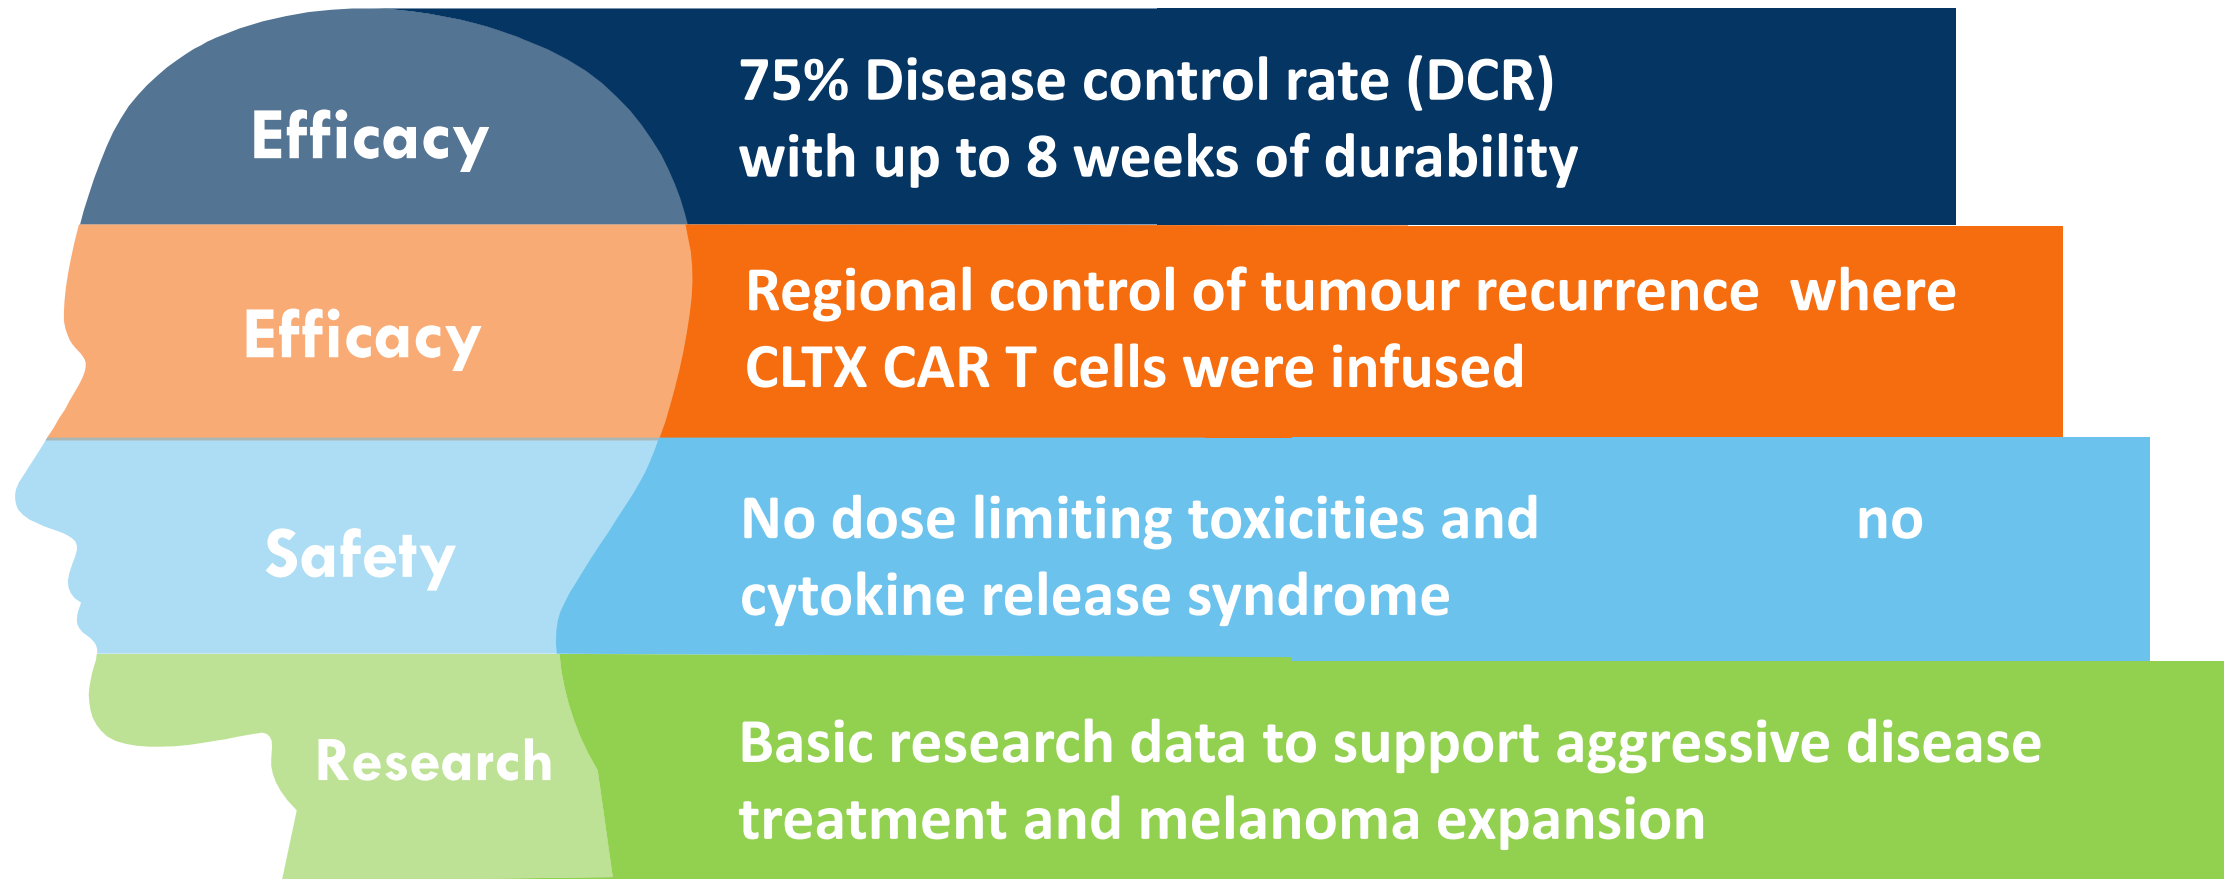 Efficacy
75% Disease control rate (DCR)
with up to 8 weeks of durability
Efficacy
Regional control of tumour recurrence where
CLTX CAR T cells were infused
Safety
No dose limiting toxicities and no
cytokine release syndrome
Research
Basic research data to support aggressive disease
treatment and melanoma expansion